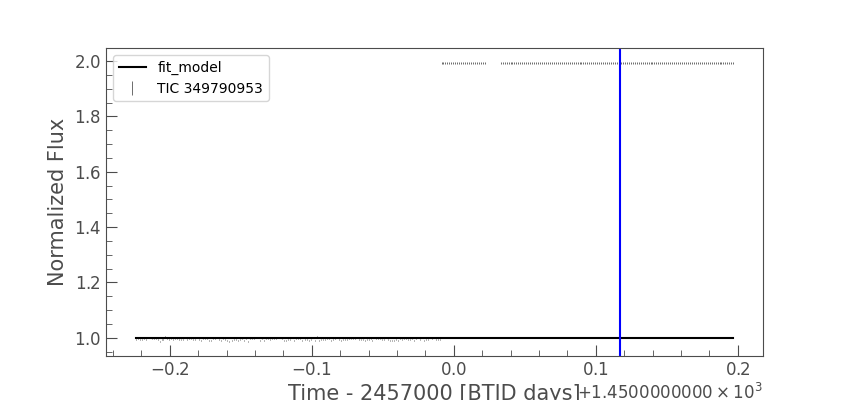 fit_model
TIC 349790953
2.0
1.8
1.6
1.4
1.2
1.0
Normalized Flux
−0.2 −0.1 0.0 0.1 0.2
Time - 2457000 [BTJD days] +1.4500000000 × 10³